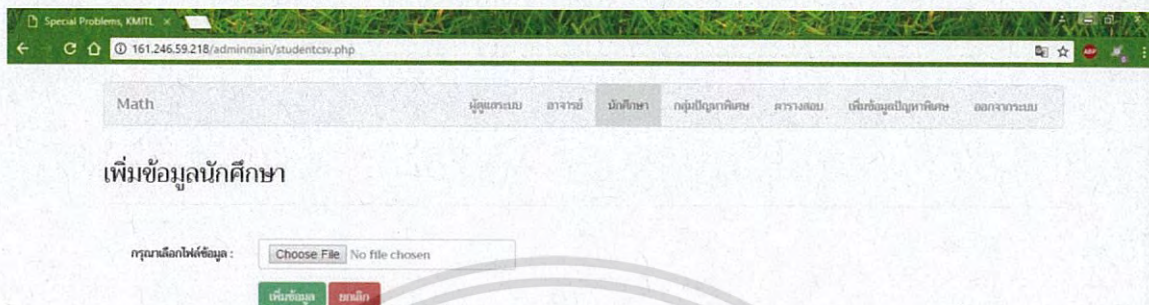 Special Problems, KMITL
161.246.59.218/adminmain/studentcsv.php
Math ผู้ดูแลระบบ อาจารย์ นักศึกษา กลุ่มปัญหาพิเศษ ตารางสอบ เพิ่มข้อมูลปัญหาพิเศษ ออกจากระบบ
เพิ่มข้อมูลนักศึกษา
กรุณาเลือกไฟล์ข้อมูล : Choose File No file chosen
เพิ่มข้อมูล ยกเลิก